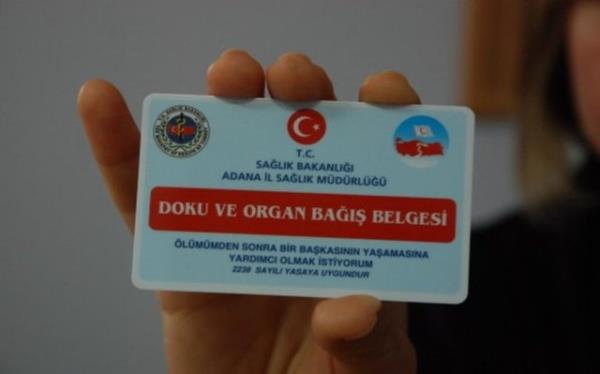 T.C.
SAĞLIK BAKANLIĞI
ADANA İL SAĞLIK MÜDÜRLÜĞÜ
DOKU VE ORGAN BAĞIŞ BELGESİ
ÖLÜMÜMDEN SONRA BİR BAŞKASININ YAŞAMASINA
YARDIMCI OLMAK İSTİYORUM
2238 SAYILI YASAYA UYGUNDUR